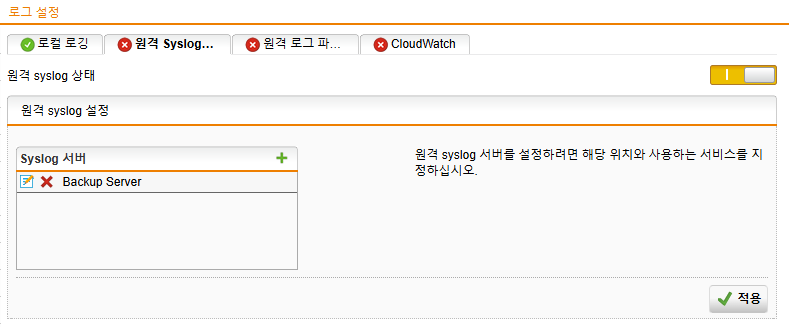 로그 설정
로컬 로깅
원격 Syslog...
원격 로그 파...
CloudWatch
원격 syslog 상태
원격 syslog 설정
Syslog 서버
Backup Server
원격 syslog 서버를 설정하려면 해당 위치와 사용하는 서비스를 지
정하십시오.
적용